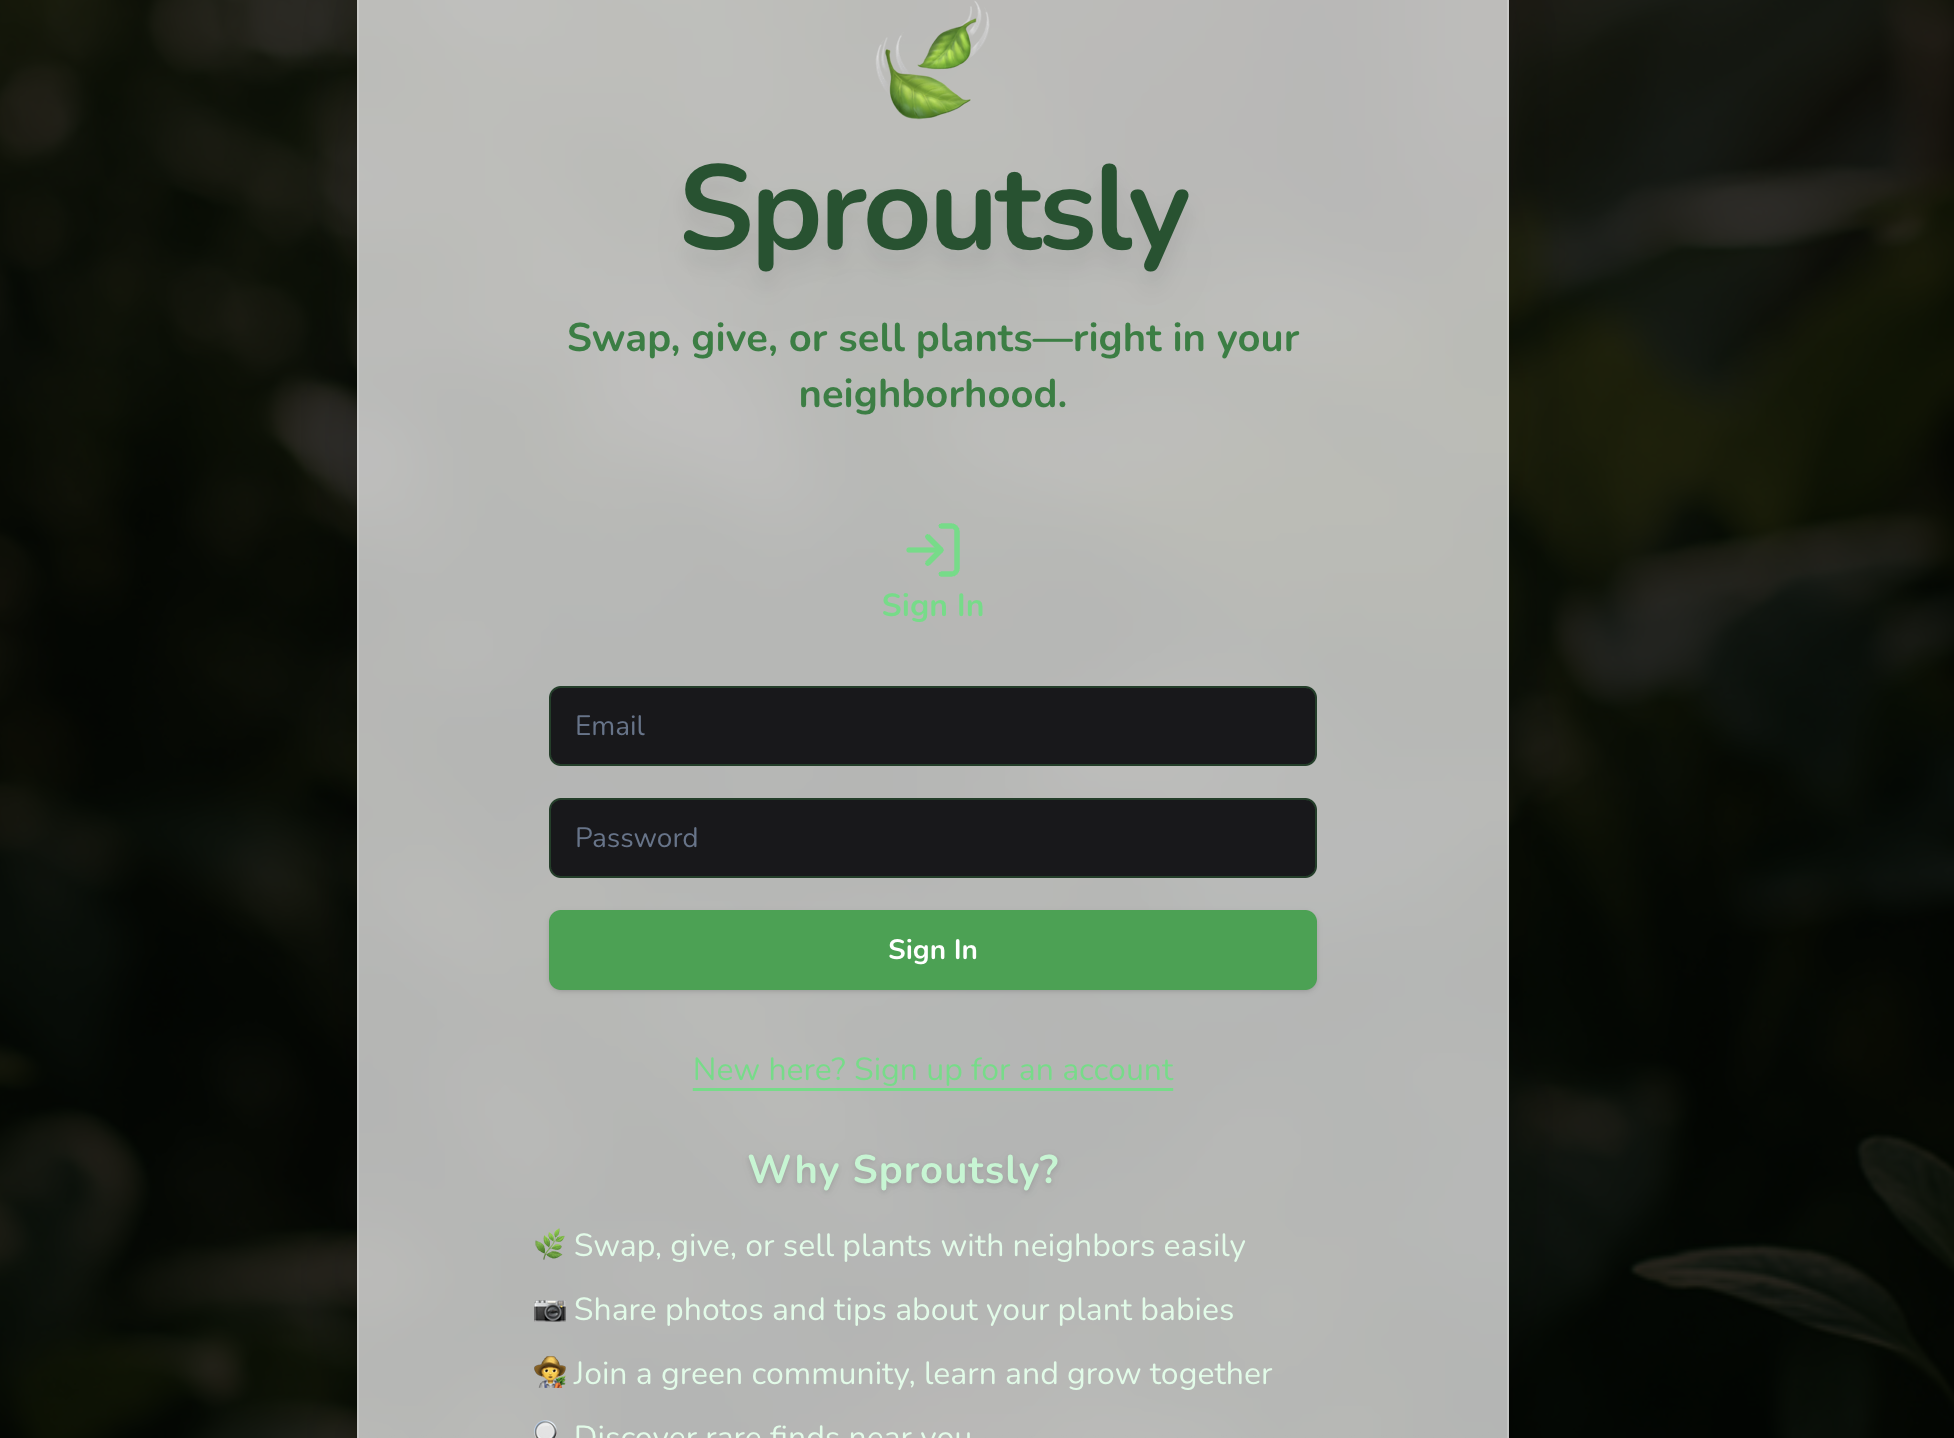 Sproutsly
Swap, give, or sell plants—right in your
neighborhood.
Sign In
Email
Password
Sign In
New here? Sign up for an account
Why Sproutsly?
Swap, give, or sell plants with neighbors easily
Share photos and tips about your plant babies
Join a green community, learn and grow together
Discover rare finds near you